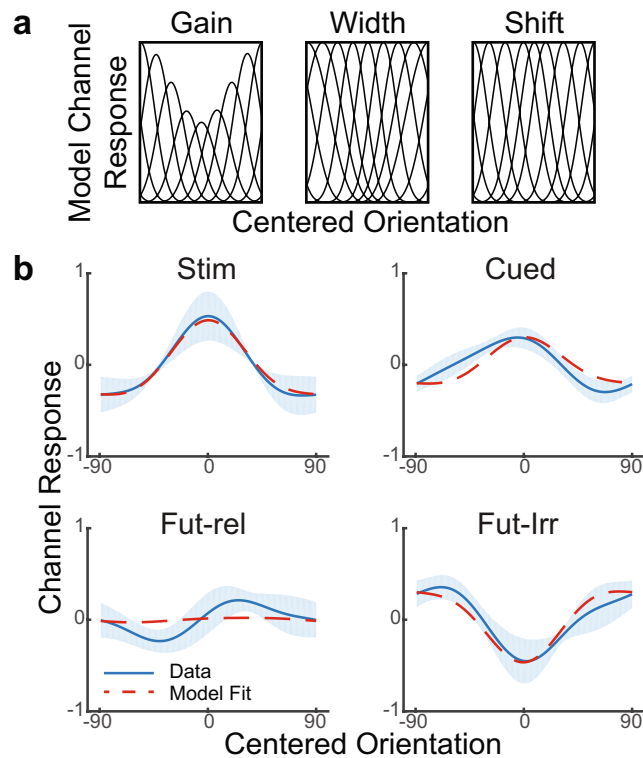 a
Gain
Width
Shift
Model Channel
Response
Centered Orientation
b
Stim
Cued
1
0
-1
-90
0
90
1
0
-1
-90
0
90
Channel Response
Fut-rel
Fut-Irr
1
0
-1
-90
0
90
Data
Model Fit
1
0
-1
-90
0
90
Centered Orientation